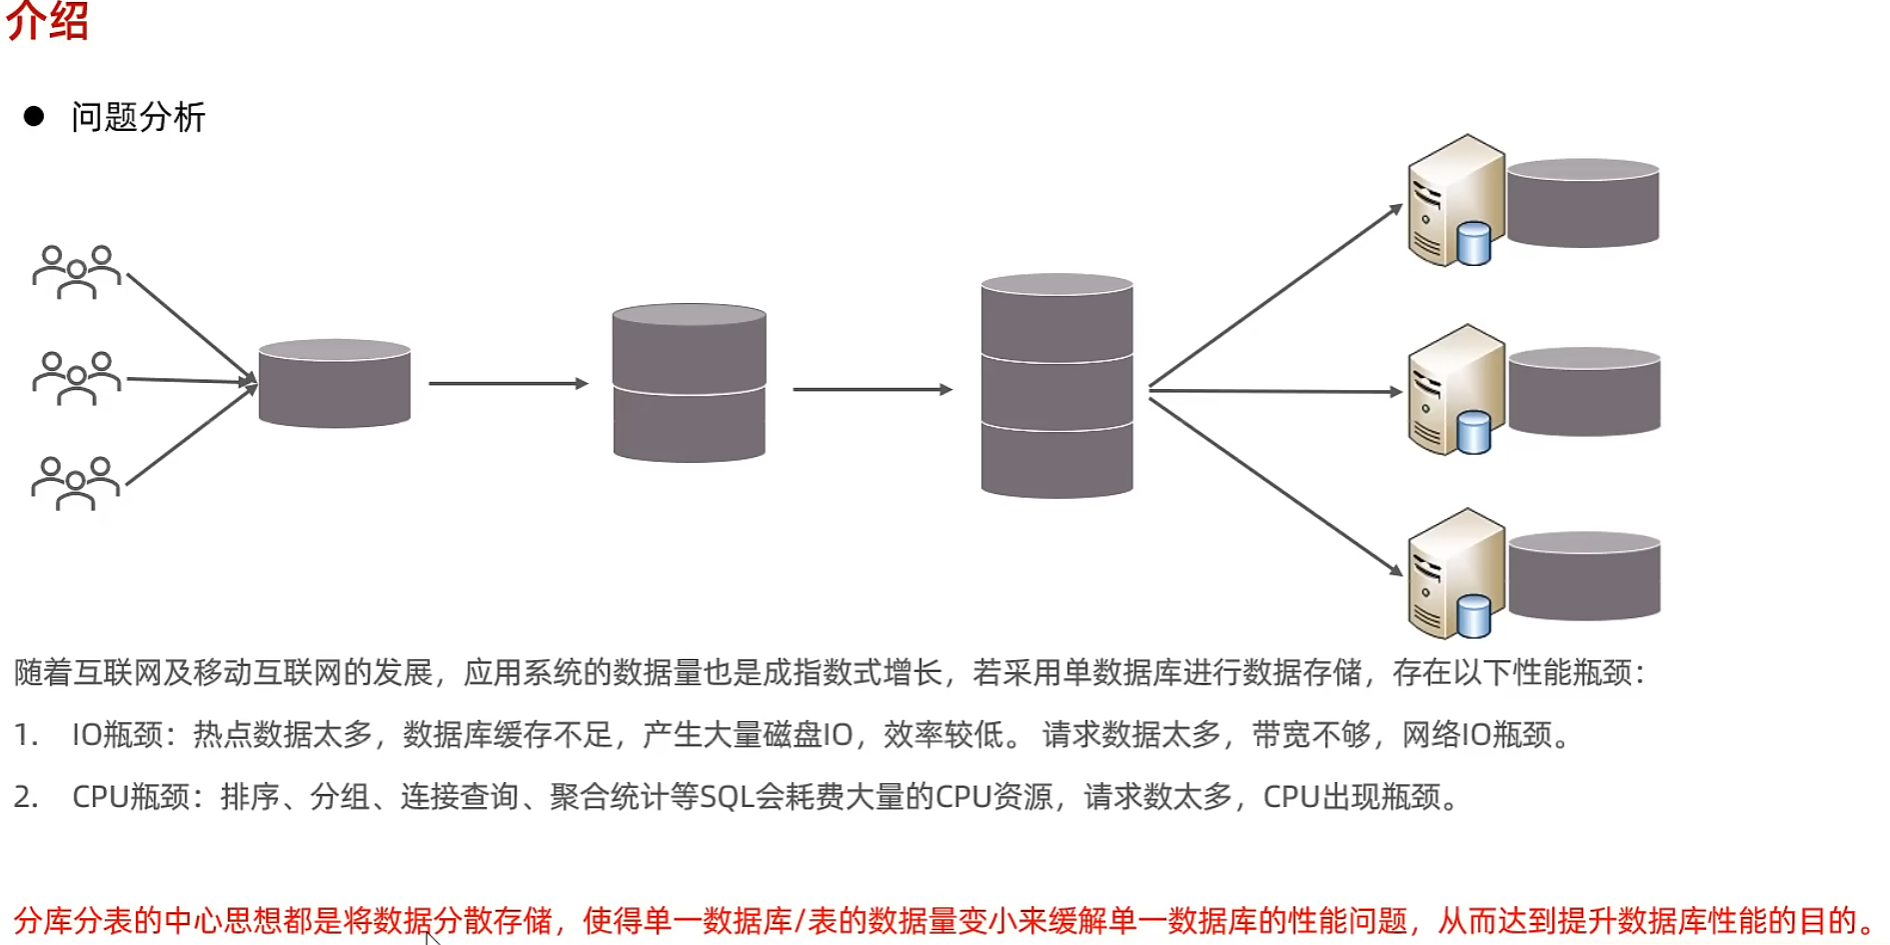 介绍
● 问题分析
随着互联网及移动互联网的发展，应用系统的数据量也是成指数式增长，若采用单数据库进行数据存储，存在以下性能瓶颈：
1. IO瓶颈：热点数据太多，数据库缓存不足，产生大量磁盘IO，效率较低。 请求数据太多，带宽不够，网络IO瓶颈。
2. CPU瓶颈：排序、分组、连接查询、聚合统计等SQL会耗费大量的CPU资源，请求数太多，CPU出现瓶颈。
分库分表的中心思想都是将数据分散存储，使得单一数据库/表的数据量变小来缓解单一数据库的性能问题，从而达到提升数据库性能的目的。